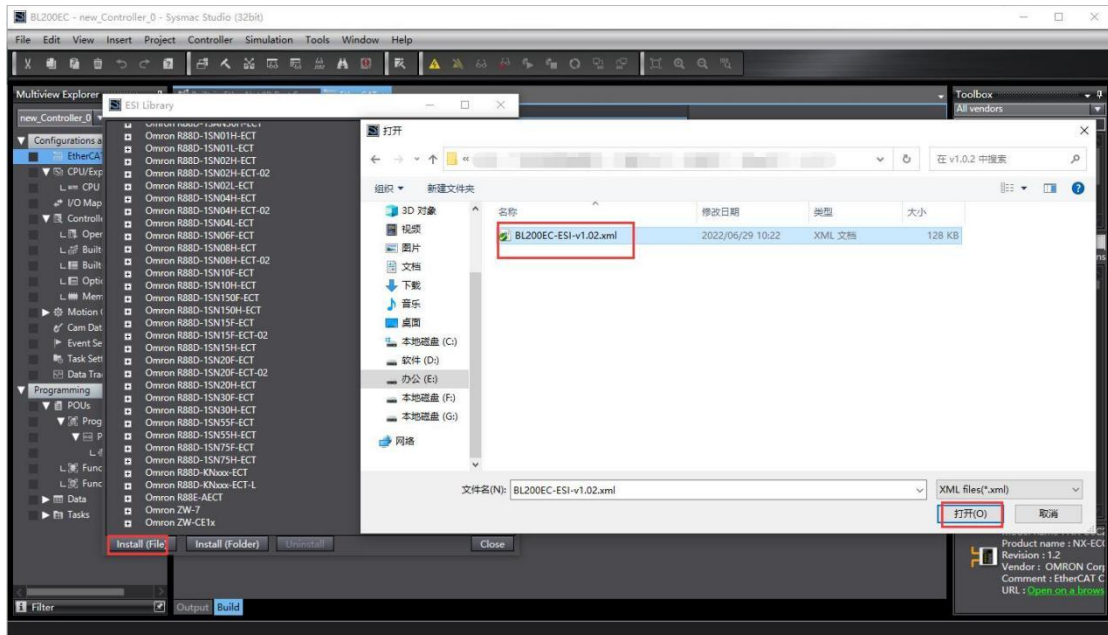 BL200EC - new_Controller_0 - Sysmac Studio (32bit)
File Edit View Insert Project Controller Simulation Tools Window Help
Multiview Explorer
new_Controller_0
Configurations a
EtherCA
CPU/Exp
CPU
I/O Map
Controlle
Oper
Built
Built
Optio
Mem
Motion
Cam Dat
Event Se
Task Sett
Data Tra
Programming
POUs
Prog
P
Func
Func
Data
Tasks
Filter
ESI Library
Omron R88D-1SN01H-ECT
Omron R88D-1SN01L-ECT
Omron R88D-1SN02H-ECT
Omron R88D-1SN02H-ECT-02
Omron R88D-1SN02L-ECT
Omron R88D-1SN04H-ECT
Omron R88D-1SN04H-ECT-02
Omron R88D-1SN04L-ECT
Omron R88D-1SN06F-ECT
Omron R88D-1SN08H-ECT
Omron R88D-1SN08H-ECT-02
Omron R88D-1SN10F-ECT
Omron R88D-1SN10H-ECT
Omron R88D-1SN150F-ECT
Omron R88D-1SN150H-ECT
Omron R88D-1SN15F-ECT
Omron R88D-1SN15F-ECT-02
Omron R88D-1SN15H-ECT
Omron R88D-1SN20F-ECT
Omron R88D-1SN20F-ECT-02
Omron R88D-1SN20H-ECT
Omron R88D-1SN30F-ECT
Omron R88D-1SN30H-ECT
Omron R88D-1SN55F-ECT
Omron R88D-1SN55H-ECT
Omron R88D-1SN75F-ECT
Omron R88D-1SN75H-ECT
Omron R88D-KNxxx-ECT
Omron R88D-KNxxx-ECT-L
Omron R88E-AECT
Omron ZW-7
Omron ZW-CE1x
Install (File) Install (Folder) Uninstall Close
Output Build
打开
在 v1.0.2 中搜索
组织 新建文件夹
3D 对象
视频
图片
文档
下载
音乐
桌面
本地磁盘 (C:)
软件 (D:)
办公 (E:)
本地磁盘 (F:)
本地磁盘 (G:)
网络
名称 修改日期 类型 大小
BL200EC-ESI-v1.02.xml 2022/06/29 10:22 XML 文档 128 KB
文件名(N): BL200EC-ESI-v1.02.xml XML files(*.xml)
打开(O) 取消
Toolbox
All vendors
Product name : NX-ECC
Revision : 1.2
Vendor : OMRON Corp
Comment : EtherCAT C
URL : Open on a brows